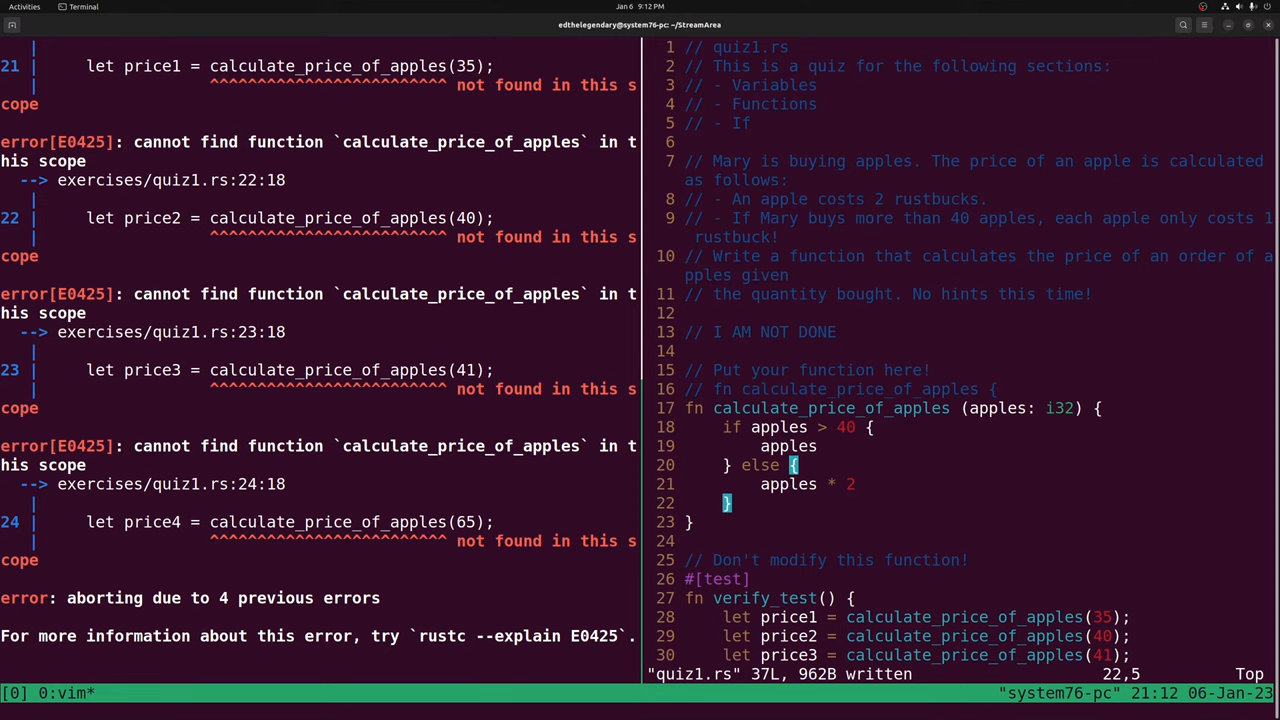 Activities
Terminal
Jan 6 9:12 PM
edthelegendary@system76-pc: ~/StreamArea
|
21 |     let price1 = calculate_price_of_apples(35);
|                  ^^^^^^^^^^^^^^^^^^^^^^^^^ not found in this s
cope
error[E0425]: cannot find function `calculate_price_of_apples` in t
his scope
--> exercises/quiz1.rs:22:18
|
22 |     let price2 = calculate_price_of_apples(40);
|                  ^^^^^^^^^^^^^^^^^^^^^^^^^ not found in this s
cope
error[E0425]: cannot find function `calculate_price_of_apples` in t
his scope
--> exercises/quiz1.rs:23:18
|
23 |     let price3 = calculate_price_of_apples(41);
|                  ^^^^^^^^^^^^^^^^^^^^^^^^^ not found in this s
cope
error[E0425]: cannot find function `calculate_price_of_apples` in t
his scope
--> exercises/quiz1.rs:24:18
|
24 |     let price4 = calculate_price_of_apples(65);
|                  ^^^^^^^^^^^^^^^^^^^^^^^^^ not found in this s
cope
error: aborting due to 4 previous errors
For more information about this error, try `rustc --explain E0425`.
1 // quiz1.rs
2 // This is a quiz for the following sections:
3 // - Variables
4 // - Functions
5 // - If
6
7 // Mary is buying apples. The price of an apple is calculated
as follows:
8 // - An apple costs 2 rustbucks.
9 // - If Mary buys more than 40 apples, each apple only costs 1
rustbuck!
10 // Write a function that calculates the price of an order of a
pples given
11 // the quantity bought. No hints this time!
12
13 // I AM NOT DONE
14
15 // Put your function here!
16 // fn calculate_price_of_apples {
17 fn calculate_price_of_apples (apples: i32) {
18     if apples > 40 {
19         apples
20     } else {
21         apples * 2
22     }
23 }
24
25 // Don't modify this function!
26 #[test]
27 fn verify_test() {
28     let price1 = calculate_price_of_apples(35);
29     let price2 = calculate_price_of_apples(40);
30     let price3 = calculate_price_of_apples(41);
"quiz1.rs" 37L, 962B written 22,5 Top
[0] 0:vim* "system76-pc" 21:12 06-Jan-23